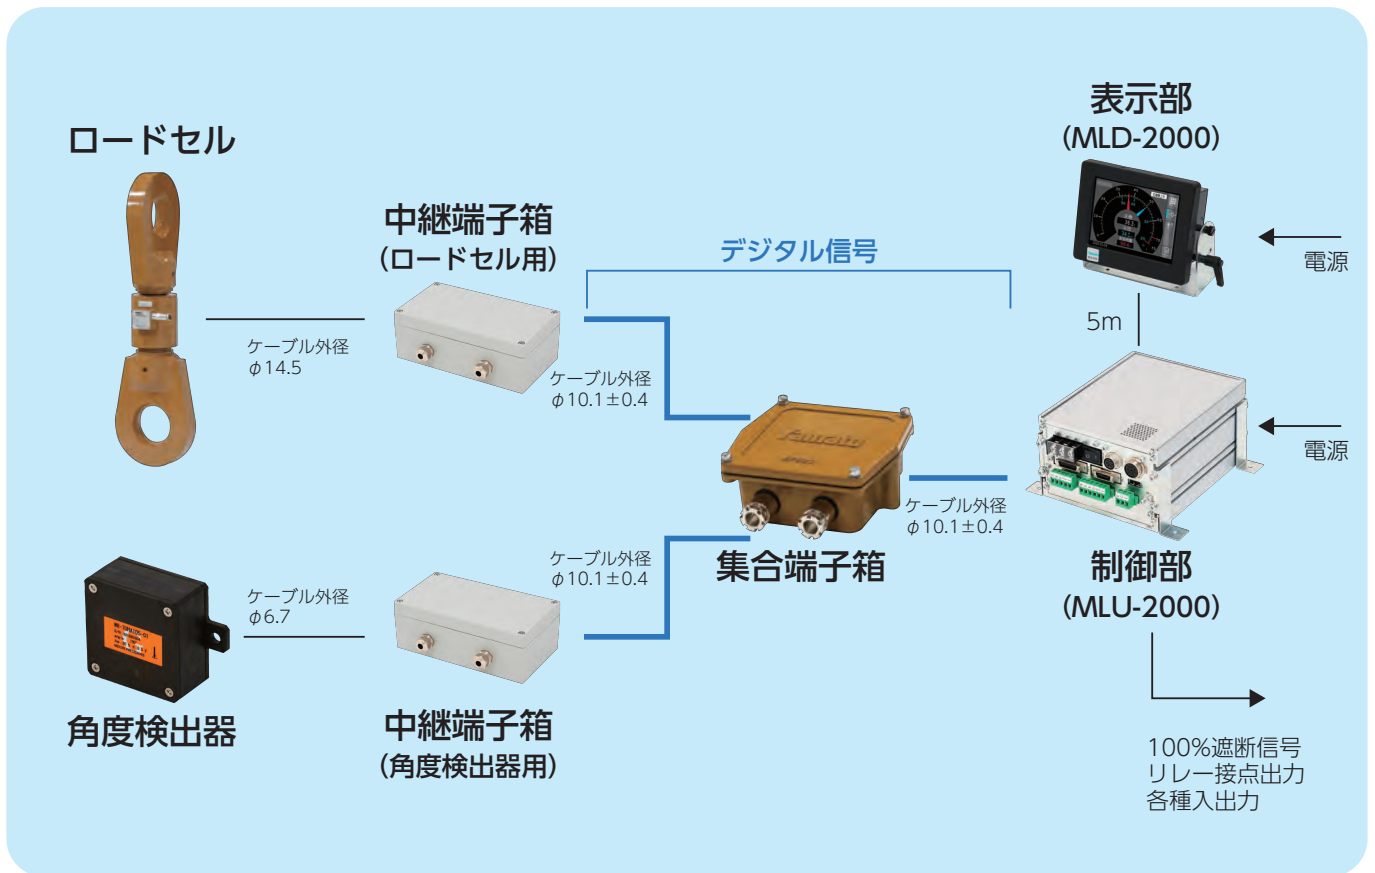 ロードセル
中継端子箱
(ロードセル用)
デジタル信号
表示部
(MLD-2000)
電源
5m
ケーブル外径
φ14.5
ケーブル外径
φ10.1±0.4
電源
Yamato
ケーブル外径
φ10.1±0.4
集合端子箱
制御部
(MLU-2000)
ケーブル外径
φ10.1±0.4
ケーブル外径
φ6.7
角度検出器
中継端子箱
(角度検出器用)
100%遮断信号
リレー接点出力
各種入出力